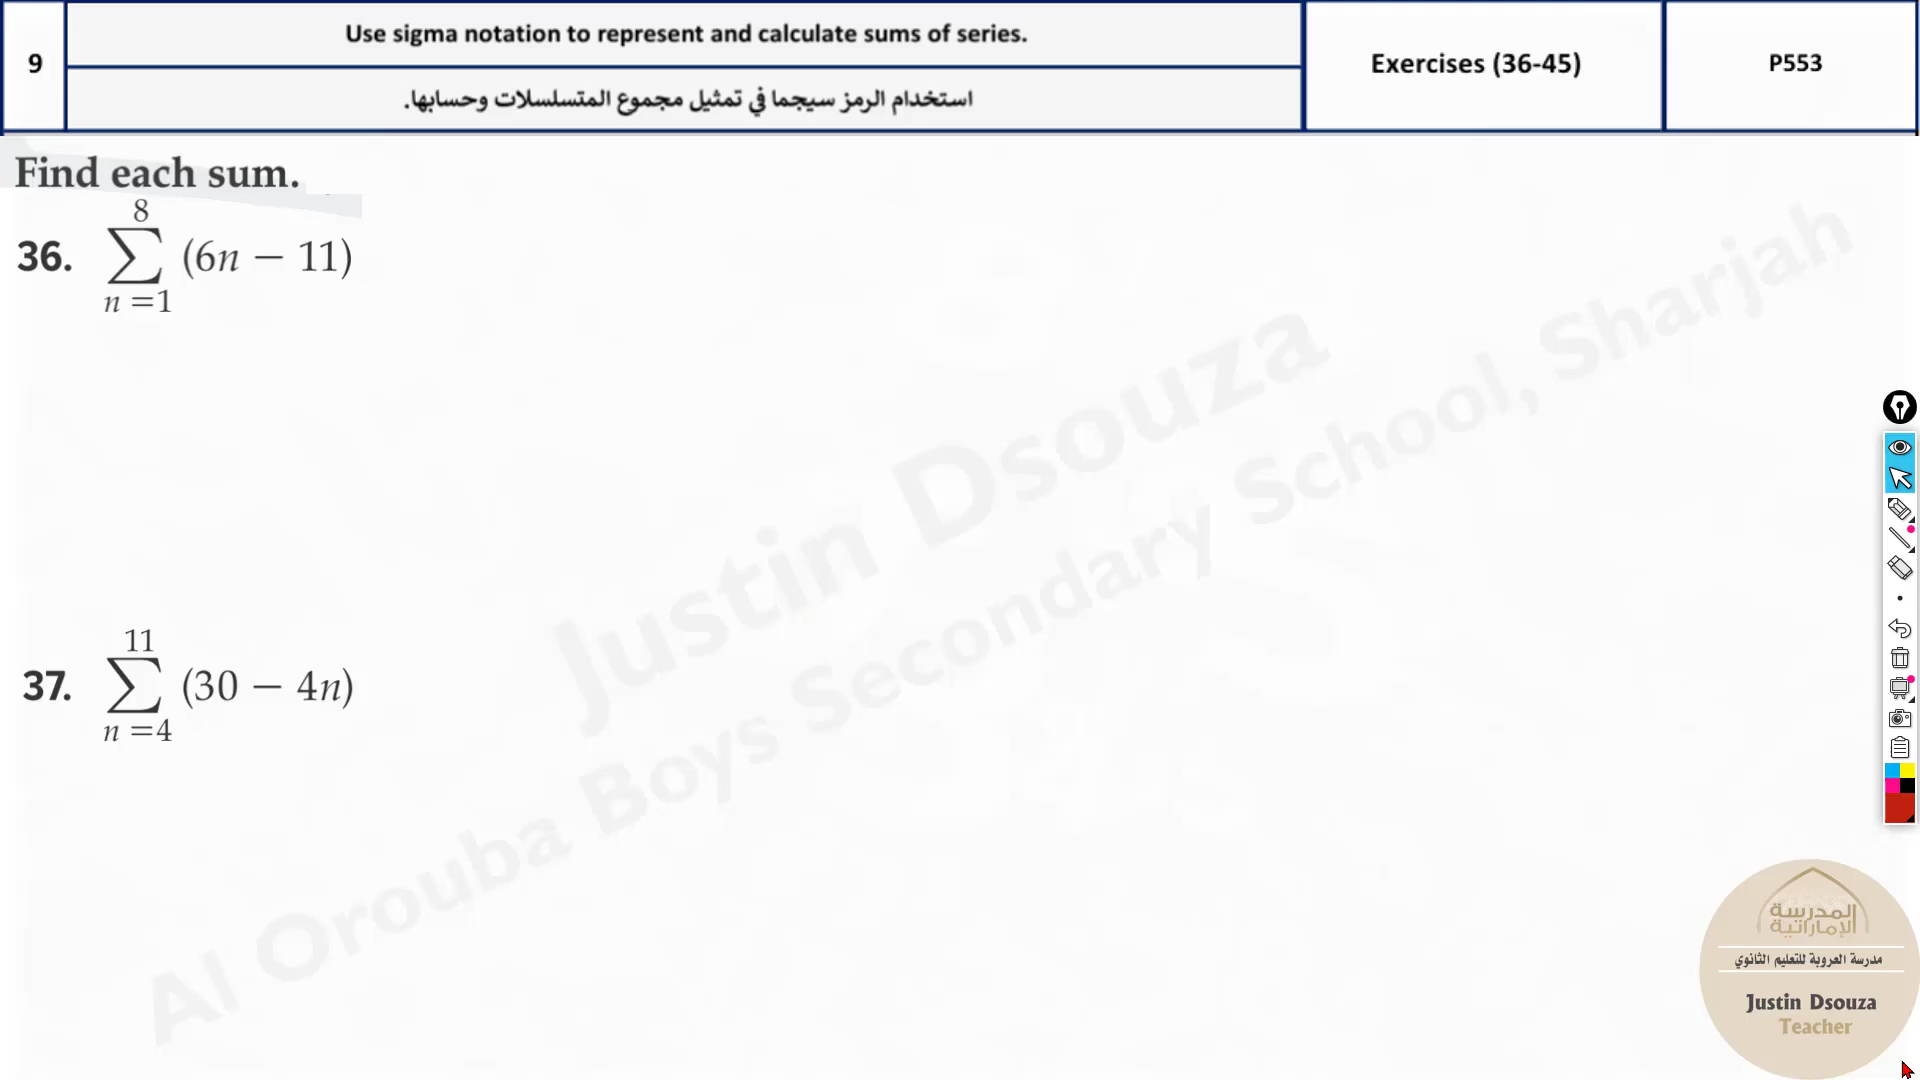 9
Use sigma notation to represent and calculate sums of series.
استخدام الرمز سيجما في تمثيل مجموع المتسلسلات وحسابها.
Exercises (36-45)
P553
Find each sum.
8
36. ∑ (6n − 11)
n =1
11
37. ∑ (30 − 4n)
n =4
Justin Dsouza
Al Orouba Boys Secondary School, Sharjah
المدرسة
الإماراتية
مدرسة العروبة للتعليم الثانوي
Justin Dsouza
Teacher